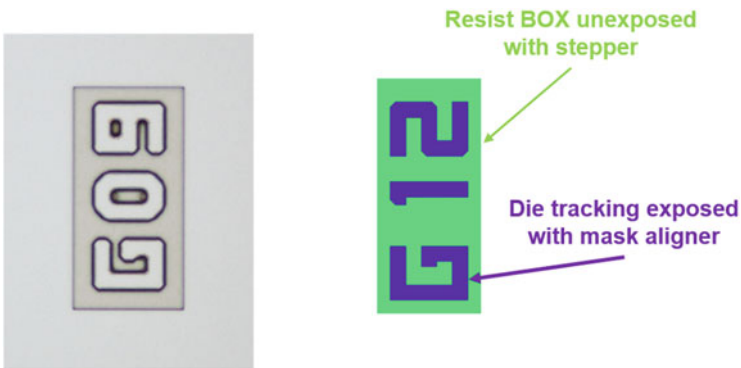 G09
Resist BOX unexposed
with stepper
G12
Die tracking exposed
with mask aligner